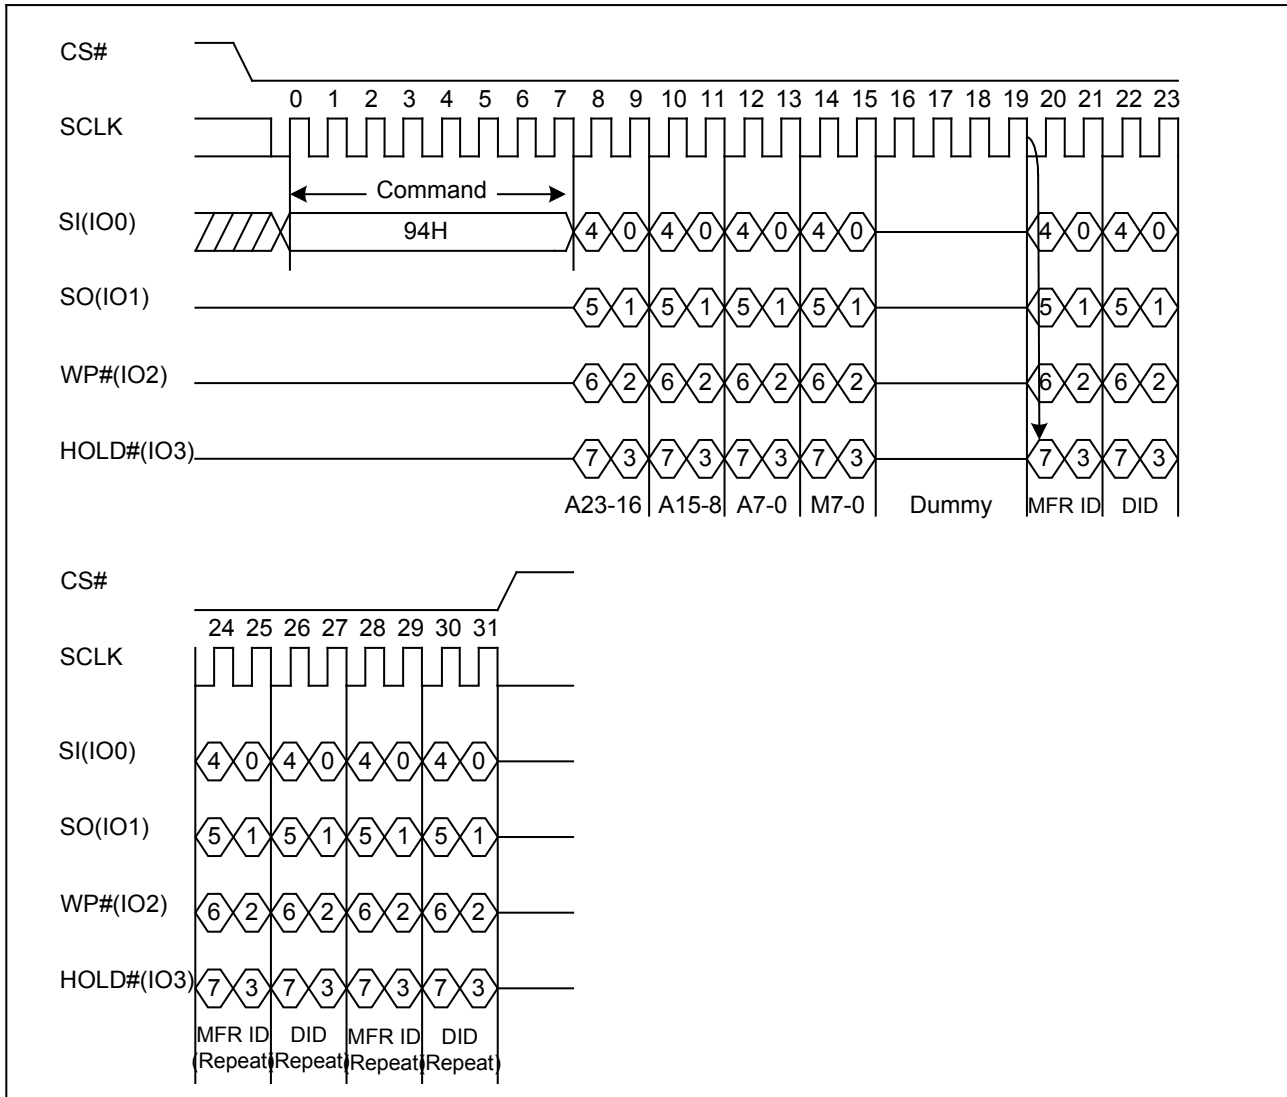 CS#
0 1 2 3 4 5 6 7 8 9 10 11 12 13 14 15 16 17 18 19 20 21 22 23
SCLK
Command
SI(IO0) 94H 4 0 4 0 4 0 4 0 4 0 4 0
SO(IO1) 5 1 5 1 5 1 5 1 5 1 5 1
WP#(IO2) 6 2 6 2 6 2 6 2 6 2 6 2
HOLD#(IO3) 7 3 7 3 7 3 7 3 7 3 7 3
A23-16 A15-8 A7-0 M7-0 Dummy MFR ID DID
CS#
24 25 26 27 28 29 30 31
SCLK
SI(IO0) 4 0 4 0 4 0 4 0
SO(IO1) 5 1 5 1 5 1 5 1
WP#(IO2) 6 2 6 2 6 2 6 2
HOLD#(IO3) 7 3 7 3 7 3 7 3
MFR ID DID MFR ID DID
(Repeat) (Repeat) (Repeat) (Repeat)